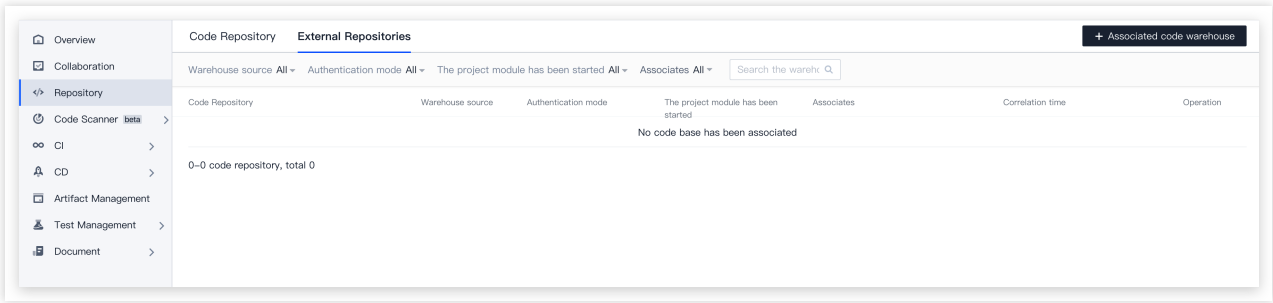 Overview
Collaboration
Repository
Code Scanner beta
CI
CD
Artifact Management
Test Management
Document
Code Repository External Repositories
+ Associated code warehouse
Warehouse source All Authentication mode All The project module has been started All Associates All Search the warehc
Code Repository Warehouse source Authentication mode The project module has been started Associates Correlation time Operation
No code base has been associated
0–0 code repository, total 0